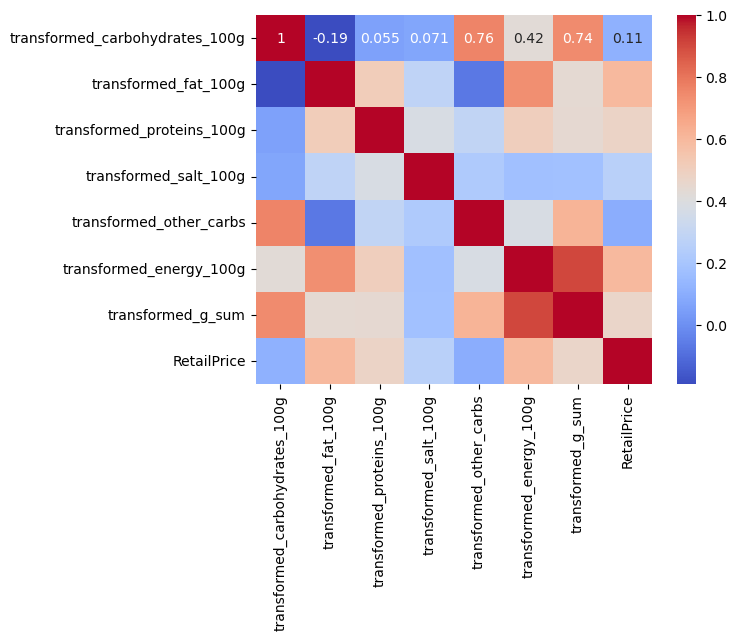 transformed_carbohydrates_100g 1 -0.19 0.055 0.071 0.76 0.42 0.74 0.11
transformed_fat_100g
transformed_proteins_100g
transformed_salt_100g
transformed_other_carbs
transformed_energy_100g
transformed_g_sum
RetailPrice
transformed_carbohydrates_100g
transformed_fat_100g
transformed_proteins_100g
transformed_salt_100g
transformed_other_carbs
transformed_energy_100g
transformed_g_sum
RetailPrice
1.0
0.8
0.6
0.4
0.2
0.0